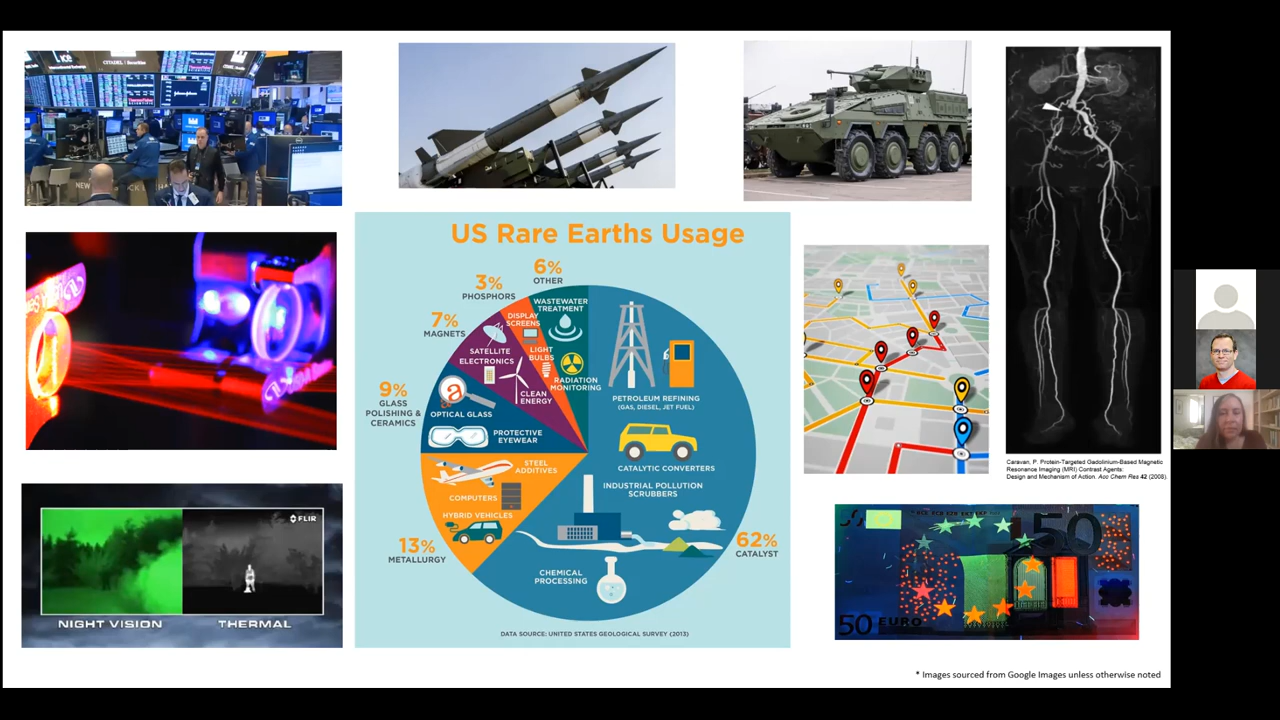 CITADEL | Securities
NEW
US Rare Earths Usage
6%
OTHER
3%
PHOSPHORS
7%
MAGNETS
9%
GLASS
POLISHING &
CERAMICS
13%
METALLURGY
62%
CATALYST
WASTEWATER
TREATMENT
DISPLAY
SCREENS
LIGHT
BULBS
RADIATION
MONITORING
SATELLITE
ELECTRONICS
CLEAN
ENERGY
OPTICAL GLASS
PROTECTIVE
EYEWEAR
STEEL
ADDITIVES
COMPUTERS
HYBRID VEHICLES
PETROLEUM REFINING
(GAS, DIESEL, JET FUEL)
CATALYTIC CONVERTERS
INDUSTRIAL POLLUTION
SCRUBBERS
CHEMICAL
PROCESSING
DATA SOURCE: UNITED STATES GEOLOGICAL SURVEY (2013)
FLIR
NIGHT VISION
THERMAL
Caravan, P. Protein-Targeted Gadolinium-Based Magnetic
Resonance Imaging (MRI) Contrast Agents:
Design and Mechanism of Action. Acc Chem Res 42 (2008).
50
50 EURO
* Images sourced from Google Images unless otherwise noted